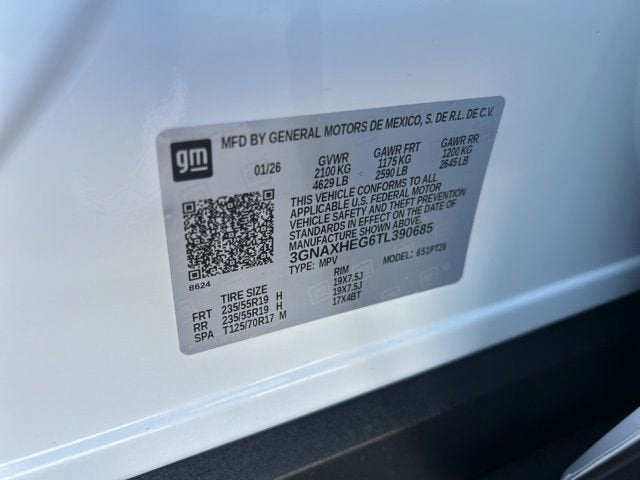 gm
MFD BY GENERAL MOTORS DE MEXICO, S. DE R.L. DE C.V.
01/26
GVWR
2100 KG
4629 LB
GAWR FRT
1175 KG
2590 LB
GAWR RR
1200 KG
2645 LB
THIS VEHICLE CONFORMS TO ALL
APPLICABLE U.S. FEDERAL MOTOR
VEHICLE SAFETY AND THEFT PREVENTION
STANDARDS IN EFFECT ON THE DATE OF
MANUFACTURE SHOWN ABOVE.
3GNAXHEG6TL390685
TYPE: MPV
MODEL: 6S1PT26
8624
TIRE SIZE
RIM
FRT 235/55R19 H 19X7.5J
RR 235/55R19 H 19X7.5J
SPA T125/70R17 M 17X4BT